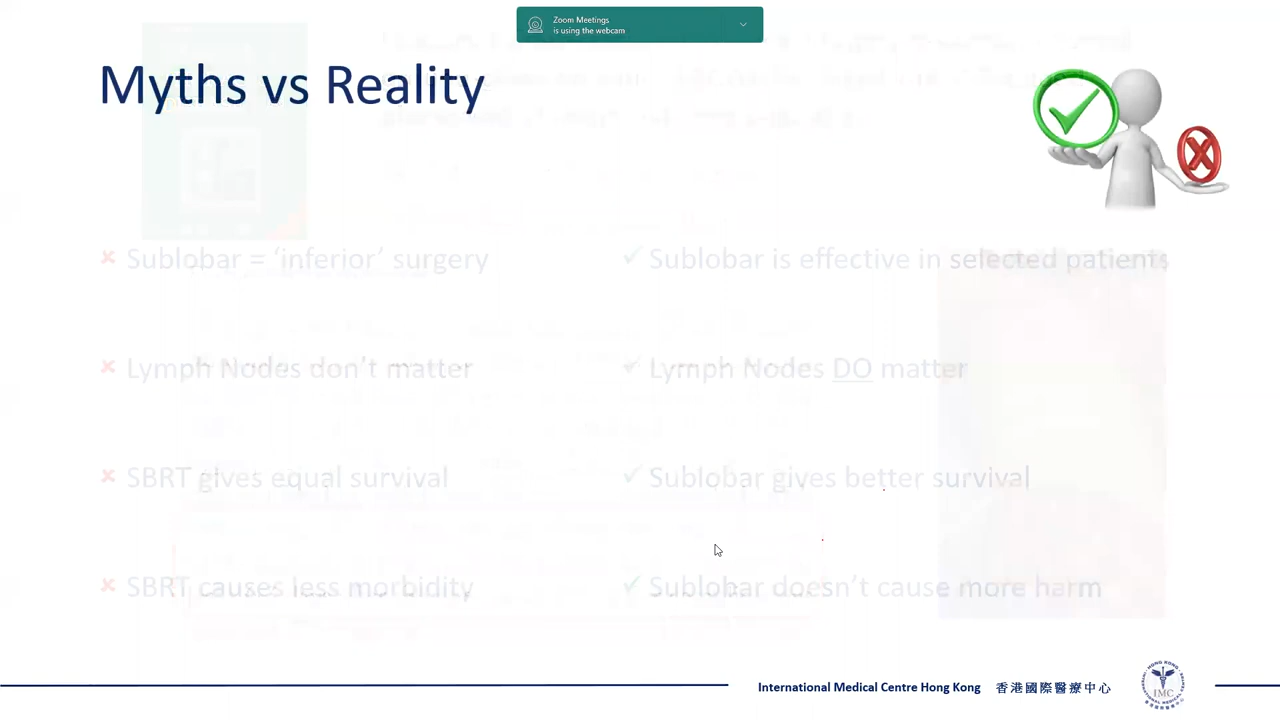 Zoom Meetings
is using the webcam
Myths vs Reality
Sublobar = ‘inferior’ surgery
Sublobar is effective in selected patients
Lymph Nodes don’t matter
Lymph Nodes DO matter
SBRT gives equal survival
Sublobar gives better survival
SBRT causes less morbidity
Sublobar doesn’t cause more harm
International Medical Centre Hong Kong 香港國際醫療中心
IMC